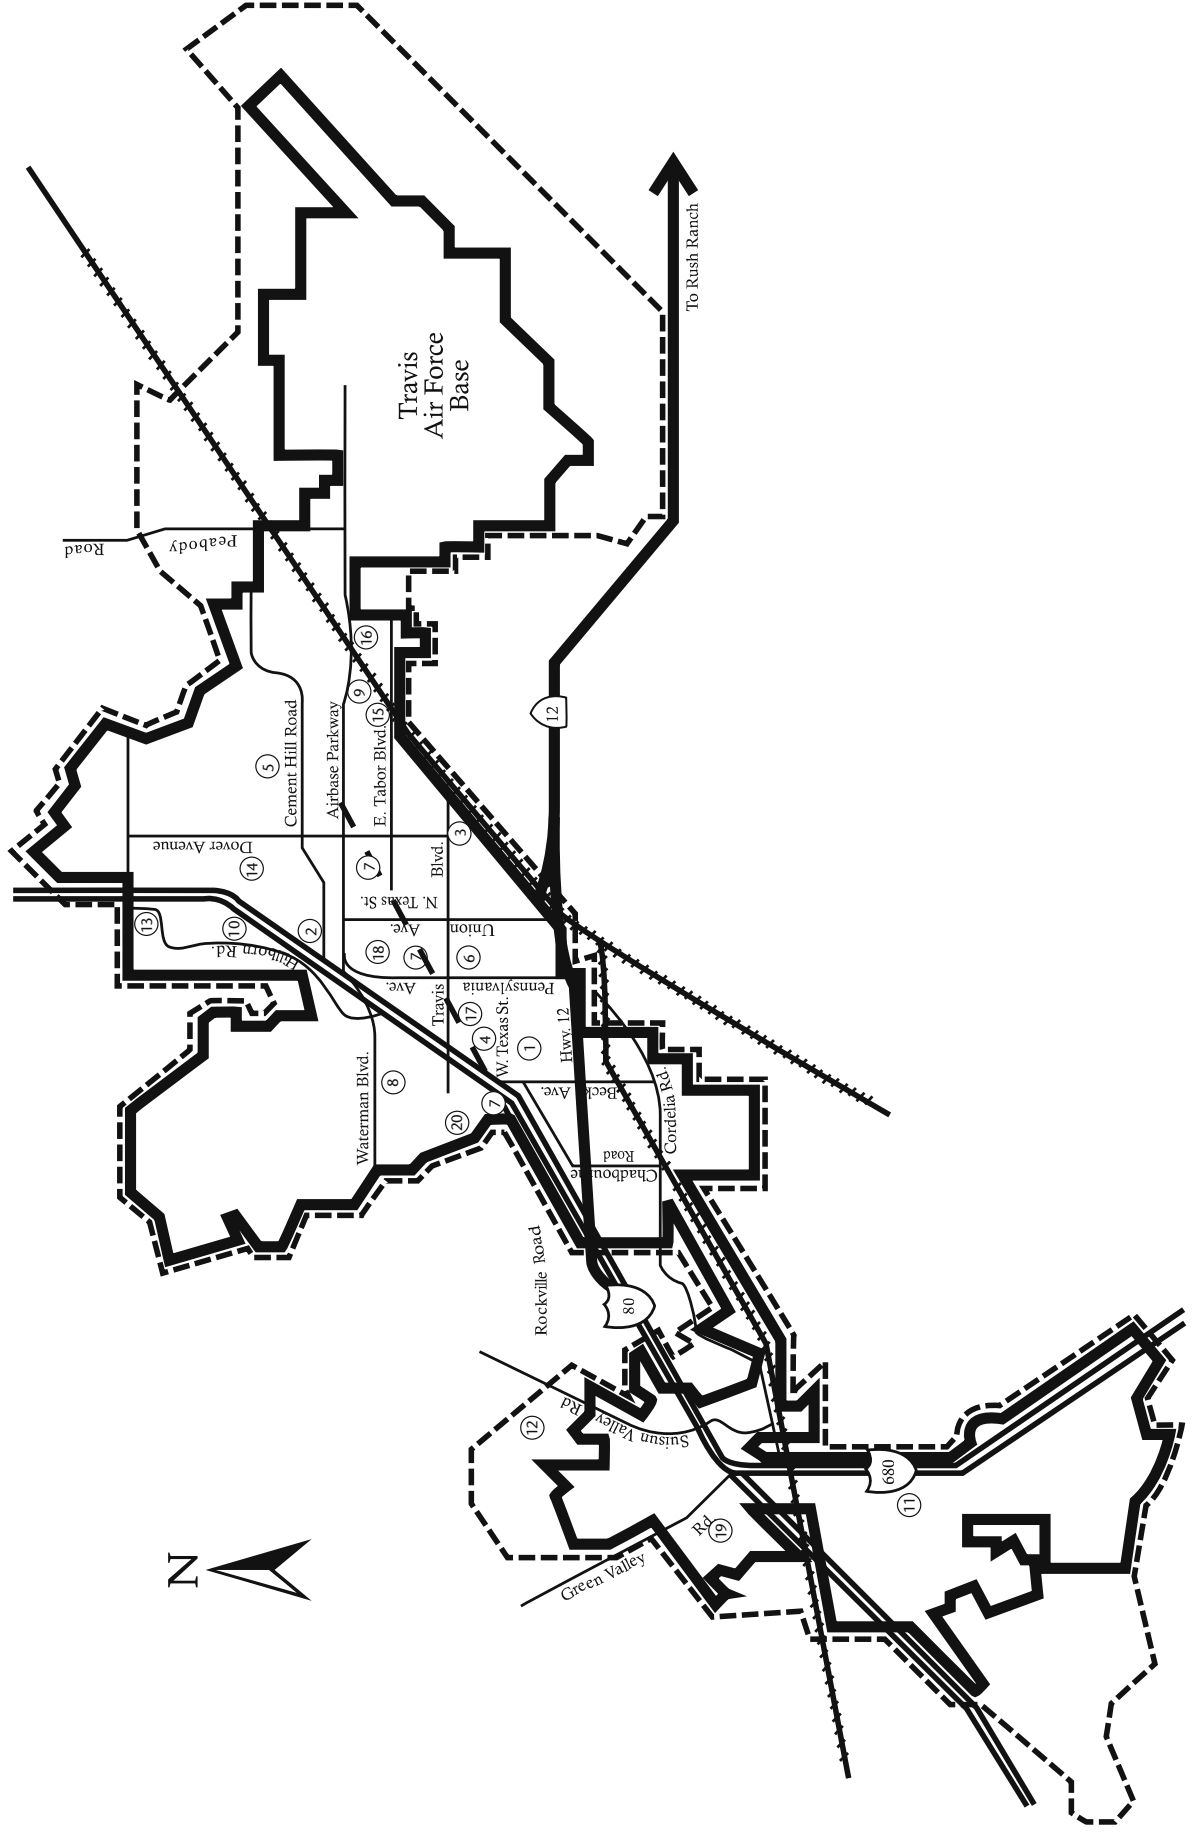 To Rush Ranch
Travis
Air Force
Base
Peabody
Road
16
9
15
12
5
Cement Hill Road
Airbase Parkway
E. Tabor Blvd.
3
Dover Avenue
14
7
Blvd.
N. Texas St.
13
10
2
Hilborn Rd.
Union
Ave.
18
7
6
Pennsylvania
Ave.
Travis
17
4
W. Texas St.
1
Hwy. 12
Waterman Blvd.
8
20
7
Beck
Ave.
Cordelia Rd.
Chadbourne
Road
Rockville Road
80
12
Suisun Valley Rd
680
11
19
Green Valley
Rd
N